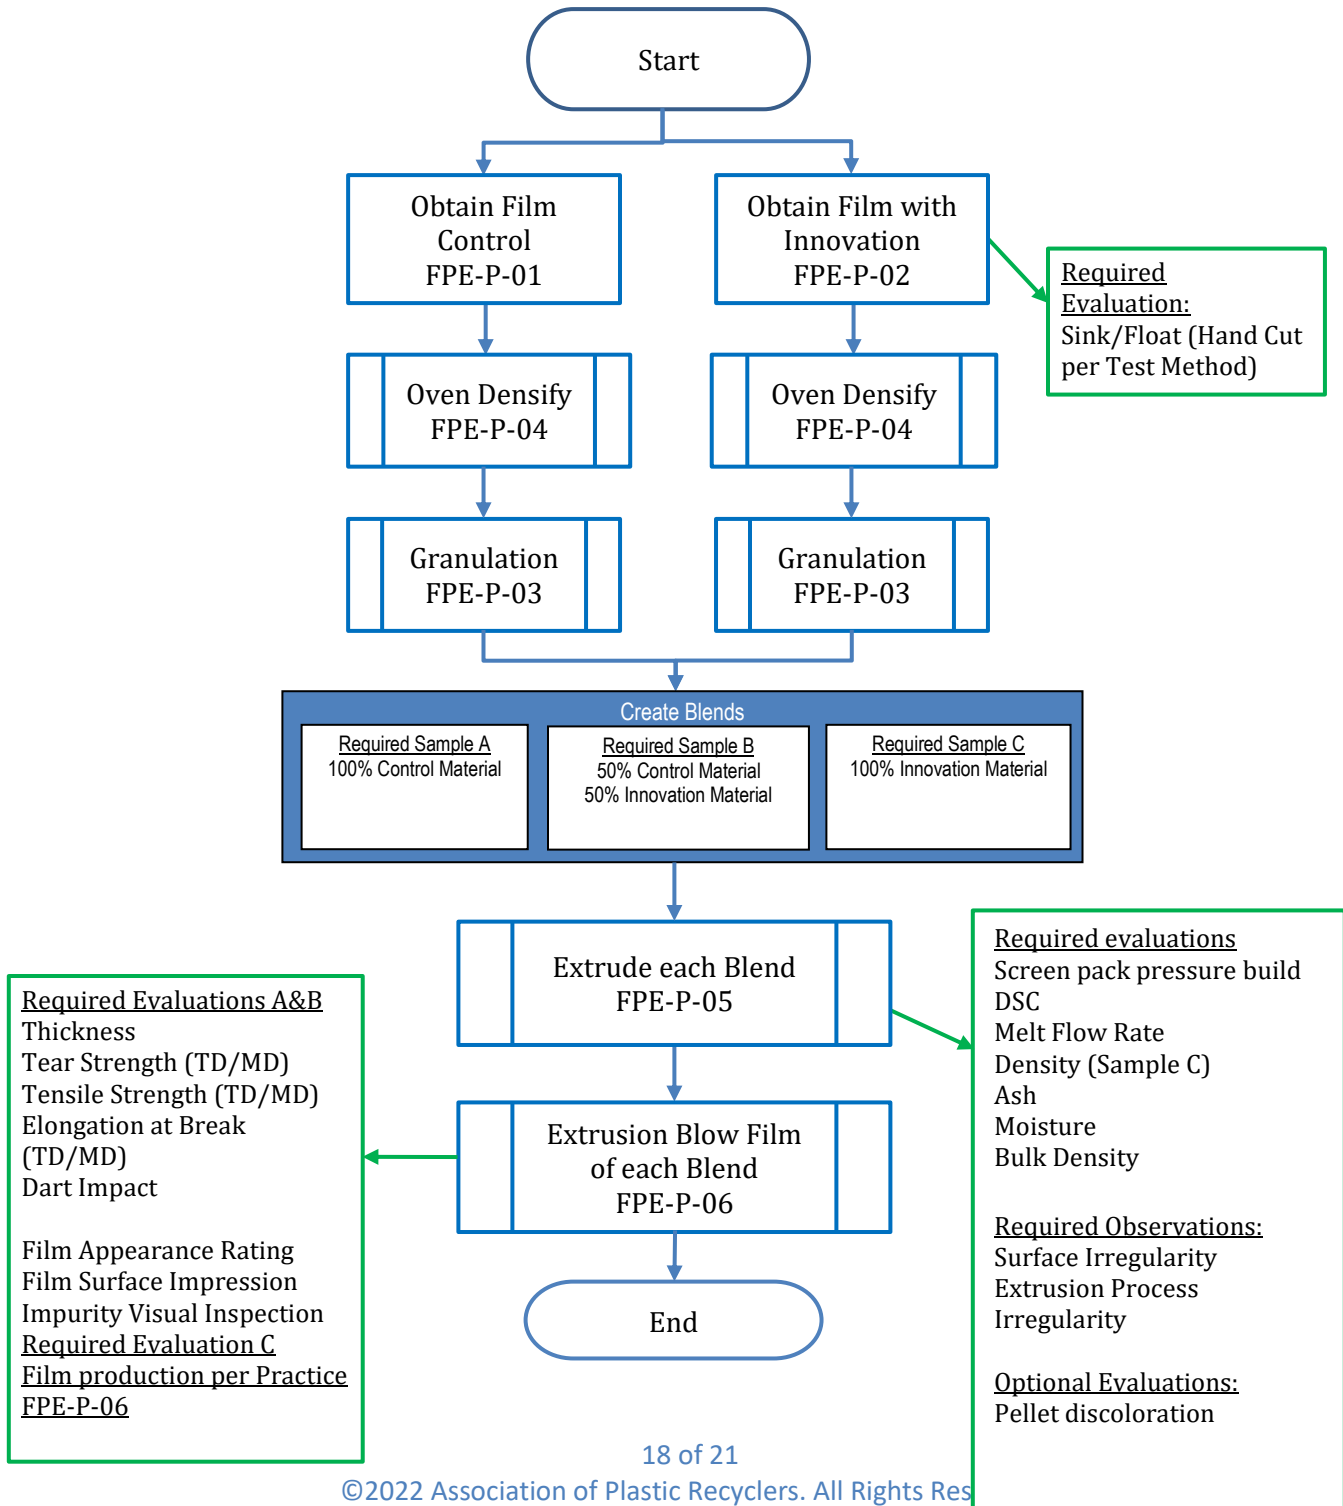 Start
Obtain Film
Control
FPE-P-01
Obtain Film with
Innovation
FPE-P-02
Required
Evaluation:
Sink/Float (Hand Cut
per Test Method)
Oven Densify
FPE-P-04
Oven Densify
FPE-P-04
Granulation
FPE-P-03
Granulation
FPE-P-03
Create Blends
Required Sample A
100% Control Material
Required Sample B
50% Control Material
50% Innovation Material
Required Sample C
100% Innovation Material
Extrude each Blend
FPE-P-05
Required evaluations
Screen pack pressure build
DSC
Melt Flow Rate
Density (Sample C)
Ash
Moisture
Bulk Density
Required Observations:
Surface Irregularity
Extrusion Process
Irregularity
Optional Evaluations:
Pellet discoloration
Extrusion Blow Film
of each Blend
FPE-P-06
Required Evaluations A&B
Thickness
Tear Strength (TD/MD)
Tensile Strength (TD/MD)
Elongation at Break
(TD/MD)
Dart Impact
Film Appearance Rating
Film Surface Impression
Impurity Visual Inspection
Required Evaluation C
Film production per Practice
FPE-P-06
End
18 of 21
©2022 Association of Plastic Recyclers. All Rights Res